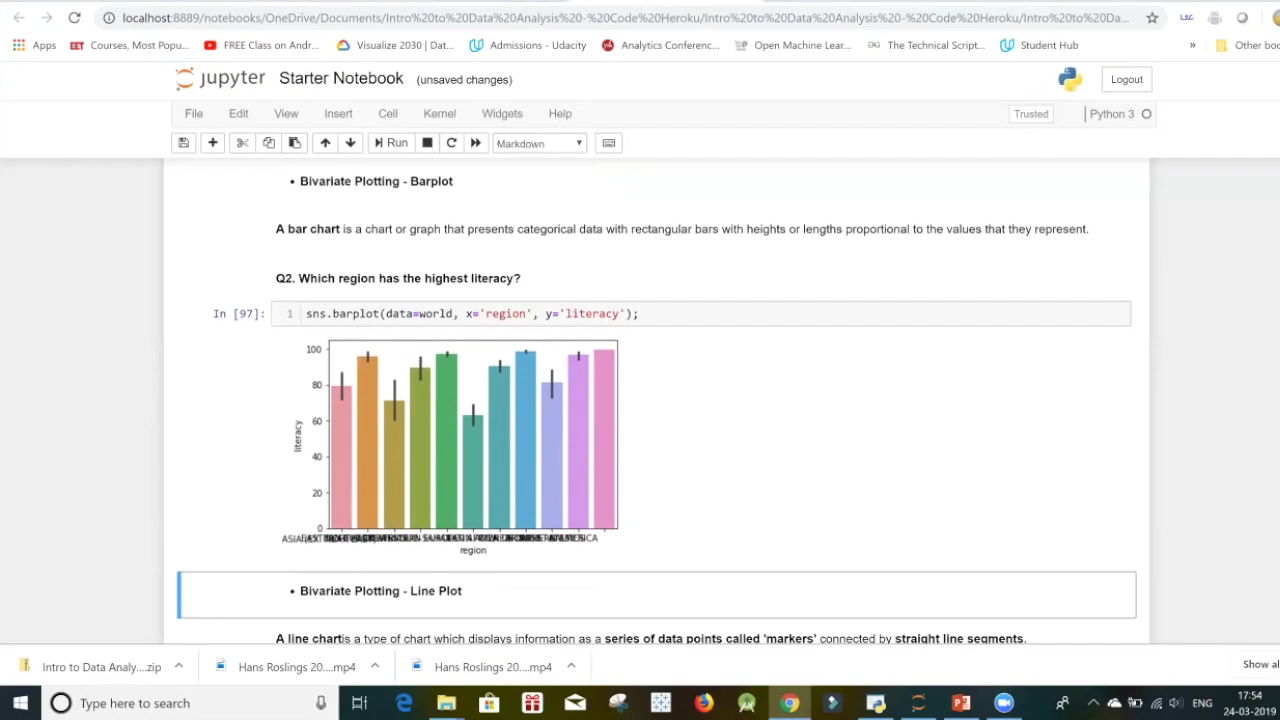 localhost:8889/notebooks/OneDrive/Documents/Intro%20to%20Data%20Analysis%20-%20Code%20Heroku/Intro%20to%20Data%20Analysis%20-%20Code%20Heroku/Intro%20to%20Da...
Apps Courses, Most Popu... FREE Class on Andr... Visualize 2030 | Dat... Admissions - Udacity Analytics Conferenc... Open Machine Lear... The Technical Script... Student Hub » Other boo
jupyter Starter Notebook (unsaved changes) Logout
File Edit View Insert Cell Kernel Widgets Help Trusted Python 3
Run Markdown
• Bivariate Plotting - Barplot
A bar chart is a chart or graph that presents categorical data with rectangular bars with heights or lengths proportional to the values that they represent.
Q2. Which region has the highest literacy?
In [97]: 1 sns.barplot(data=world, x='region', y='literacy');
100
80
60
40
20
0
literacy
region
• Bivariate Plotting - Line Plot
A line chartis a type of chart which displays information as a series of data points called 'markers' connected by straight line segments.
Intro to Data Analy....zip Hans Roslings 20....mp4 Hans Roslings 20....mp4 Show al
Type here to search ENG 17:54
24-03-2019